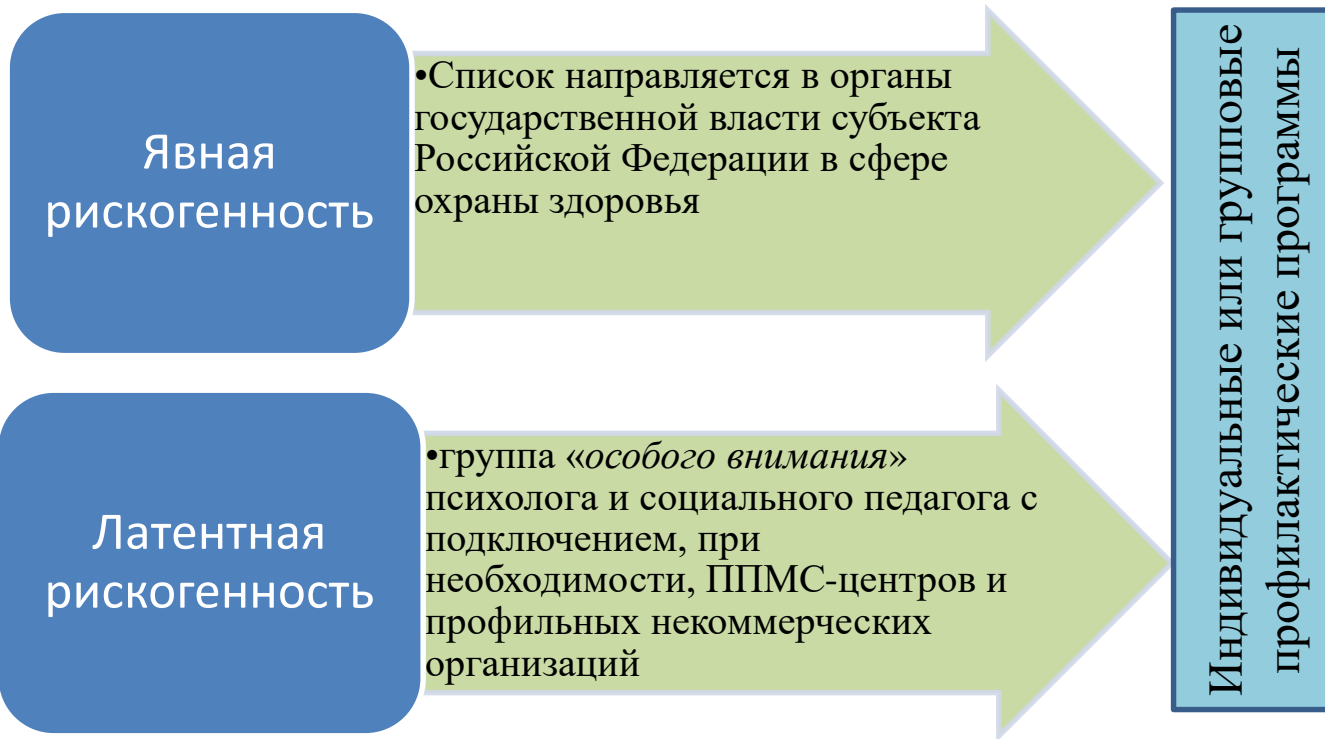 Явная
рискогенность
•Список направляется в органы
государственной власти субъекта
Российской Федерации в сфере
охраны здоровья
Латентная
рискогенность
•группа «особого внимания»
психолога и социального педагога с
подключением, при
необходимости, ППМС-центров и
профильных некоммерческих
организаций
Индивидуальные или групповые
профилактические программы